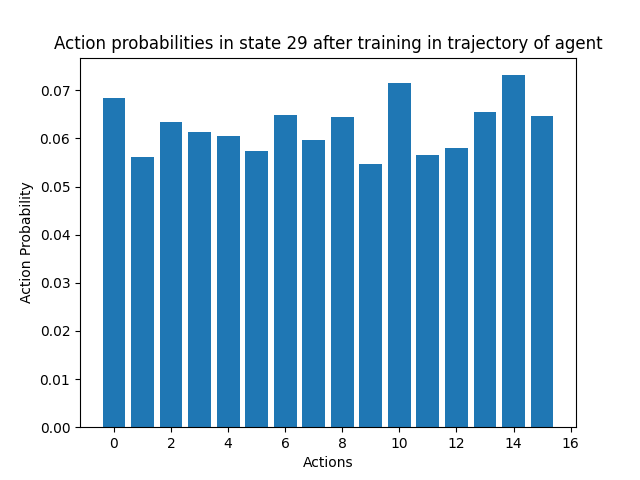 Action probabilities in state 29 after training in trajectory of agent
0.07
0.06
0.05
0.04
0.03
0.02
0.01
0.00
Action Probability
0 2 4 6 8 10 12 14 16
Actions